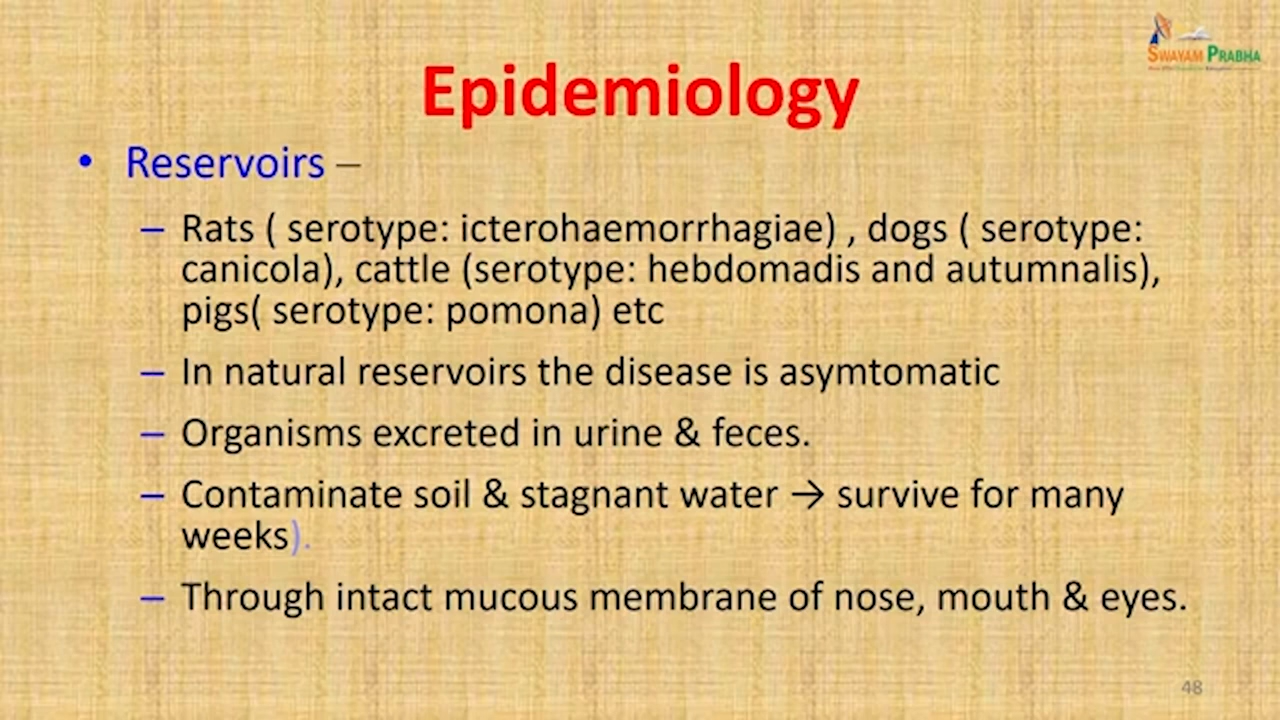 SWAYAM PRABHA
Epidemiology
• Reservoirs –
– Rats ( serotype: icterohaemorrhagiae) , dogs ( serotype:
canicola), cattle (serotype: hebdomadis and autumnalis),
pigs( serotype: pomona) etc
– In natural reservoirs the disease is asymtomatic
– Organisms excreted in urine & feces.
– Contaminate soil & stagnant water → survive for many
weeks).
– Through intact mucous membrane of nose, mouth & eyes.
48